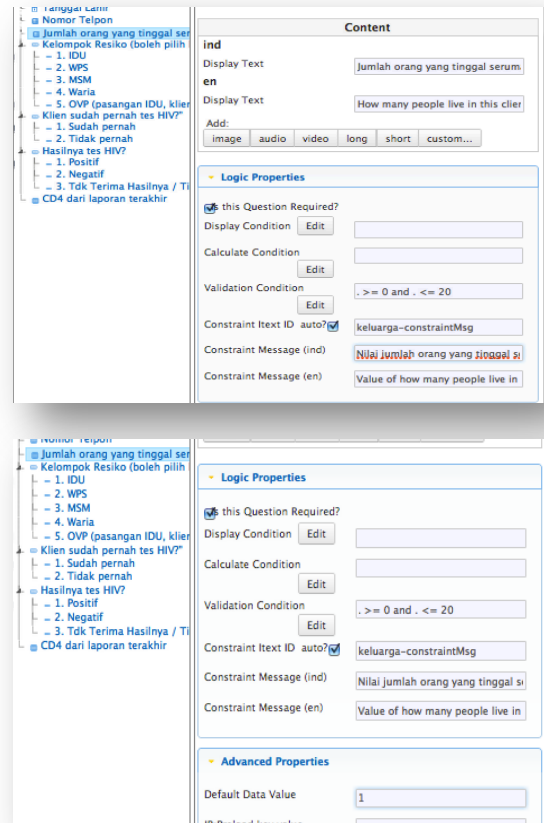 Tanggal Lahir
Nomor Telpon
Jumlah orang yang tinggal ser
Kelompok Resiko (boleh pilih
1. IDU
2. WPS
3. MSM
4. Waria
5. OVP (pasangan IDU, klier
Klien sudah pernah tes HIV?"
1. Sudah pernah
2. Tidak pernah
Hasilnya tes HIV?
1. Positif
2. Negatif
3. Tdk Terima Hasilnya / Ti
CD4 dari laporan terakhir
Content
ind
Display Text Jumlah orang yang tinggal serum
en
Display Text How many people live in this clier
Add:
image audio video long short custom...
Logic Properties
Is this Question Required?
Display Condition Edit
Calculate Condition
Edit
Validation Condition . >= 0 and . <= 20
Edit
Constraint Itext ID auto? keluarga-constraintMsg
Constraint Message (ind) Nilai jumlah orang yang tinggal se
Constraint Message (en) Value of how many people live in
Nomor Telpon
Jumlah orang yang tinggal ser
Kelompok Resiko (boleh pilih
1. IDU
2. WPS
3. MSM
4. Waria
5. OVP (pasangan IDU, klier
Klien sudah pernah tes HIV?"
1. Sudah pernah
2. Tidak pernah
Hasilnya tes HIV?
1. Positif
2. Negatif
3. Tdk Terima Hasilnya / Ti
CD4 dari laporan terakhir
Logic Properties
Is this Question Required?
Display Condition Edit
Calculate Condition
Edit
Validation Condition . >= 0 and . <= 20
Edit
Constraint Itext ID auto? keluarga-constraintMsg
Constraint Message (ind) Nilai jumlah orang yang tinggal se
Constraint Message (en) Value of how many people live in
Advanced Properties
Default Data Value 1